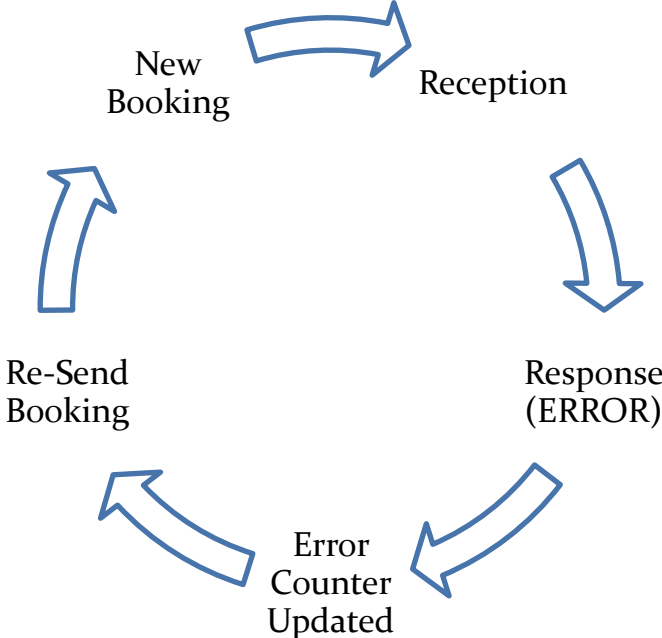 New
Booking
Reception
Response
(ERROR)
Error
Counter
Updated
Re-Send
Booking